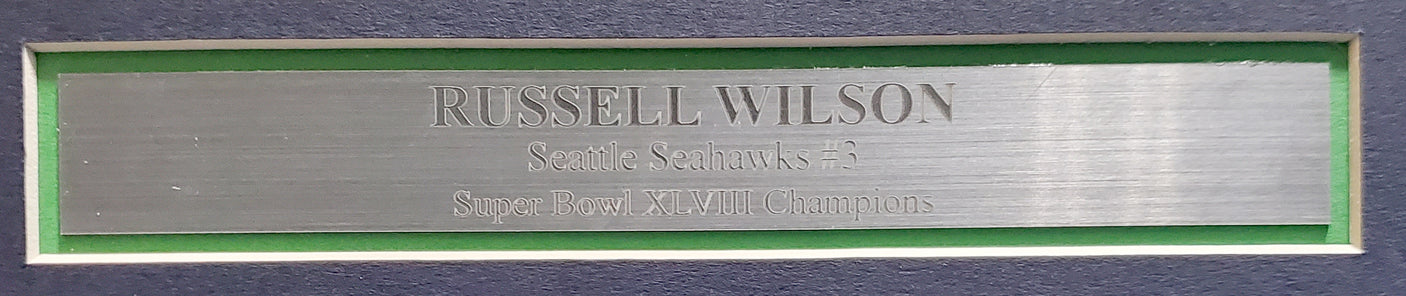 RUSSELL WILSON
Seattle Seahawks #3
Super Bowl XLVIII Champions